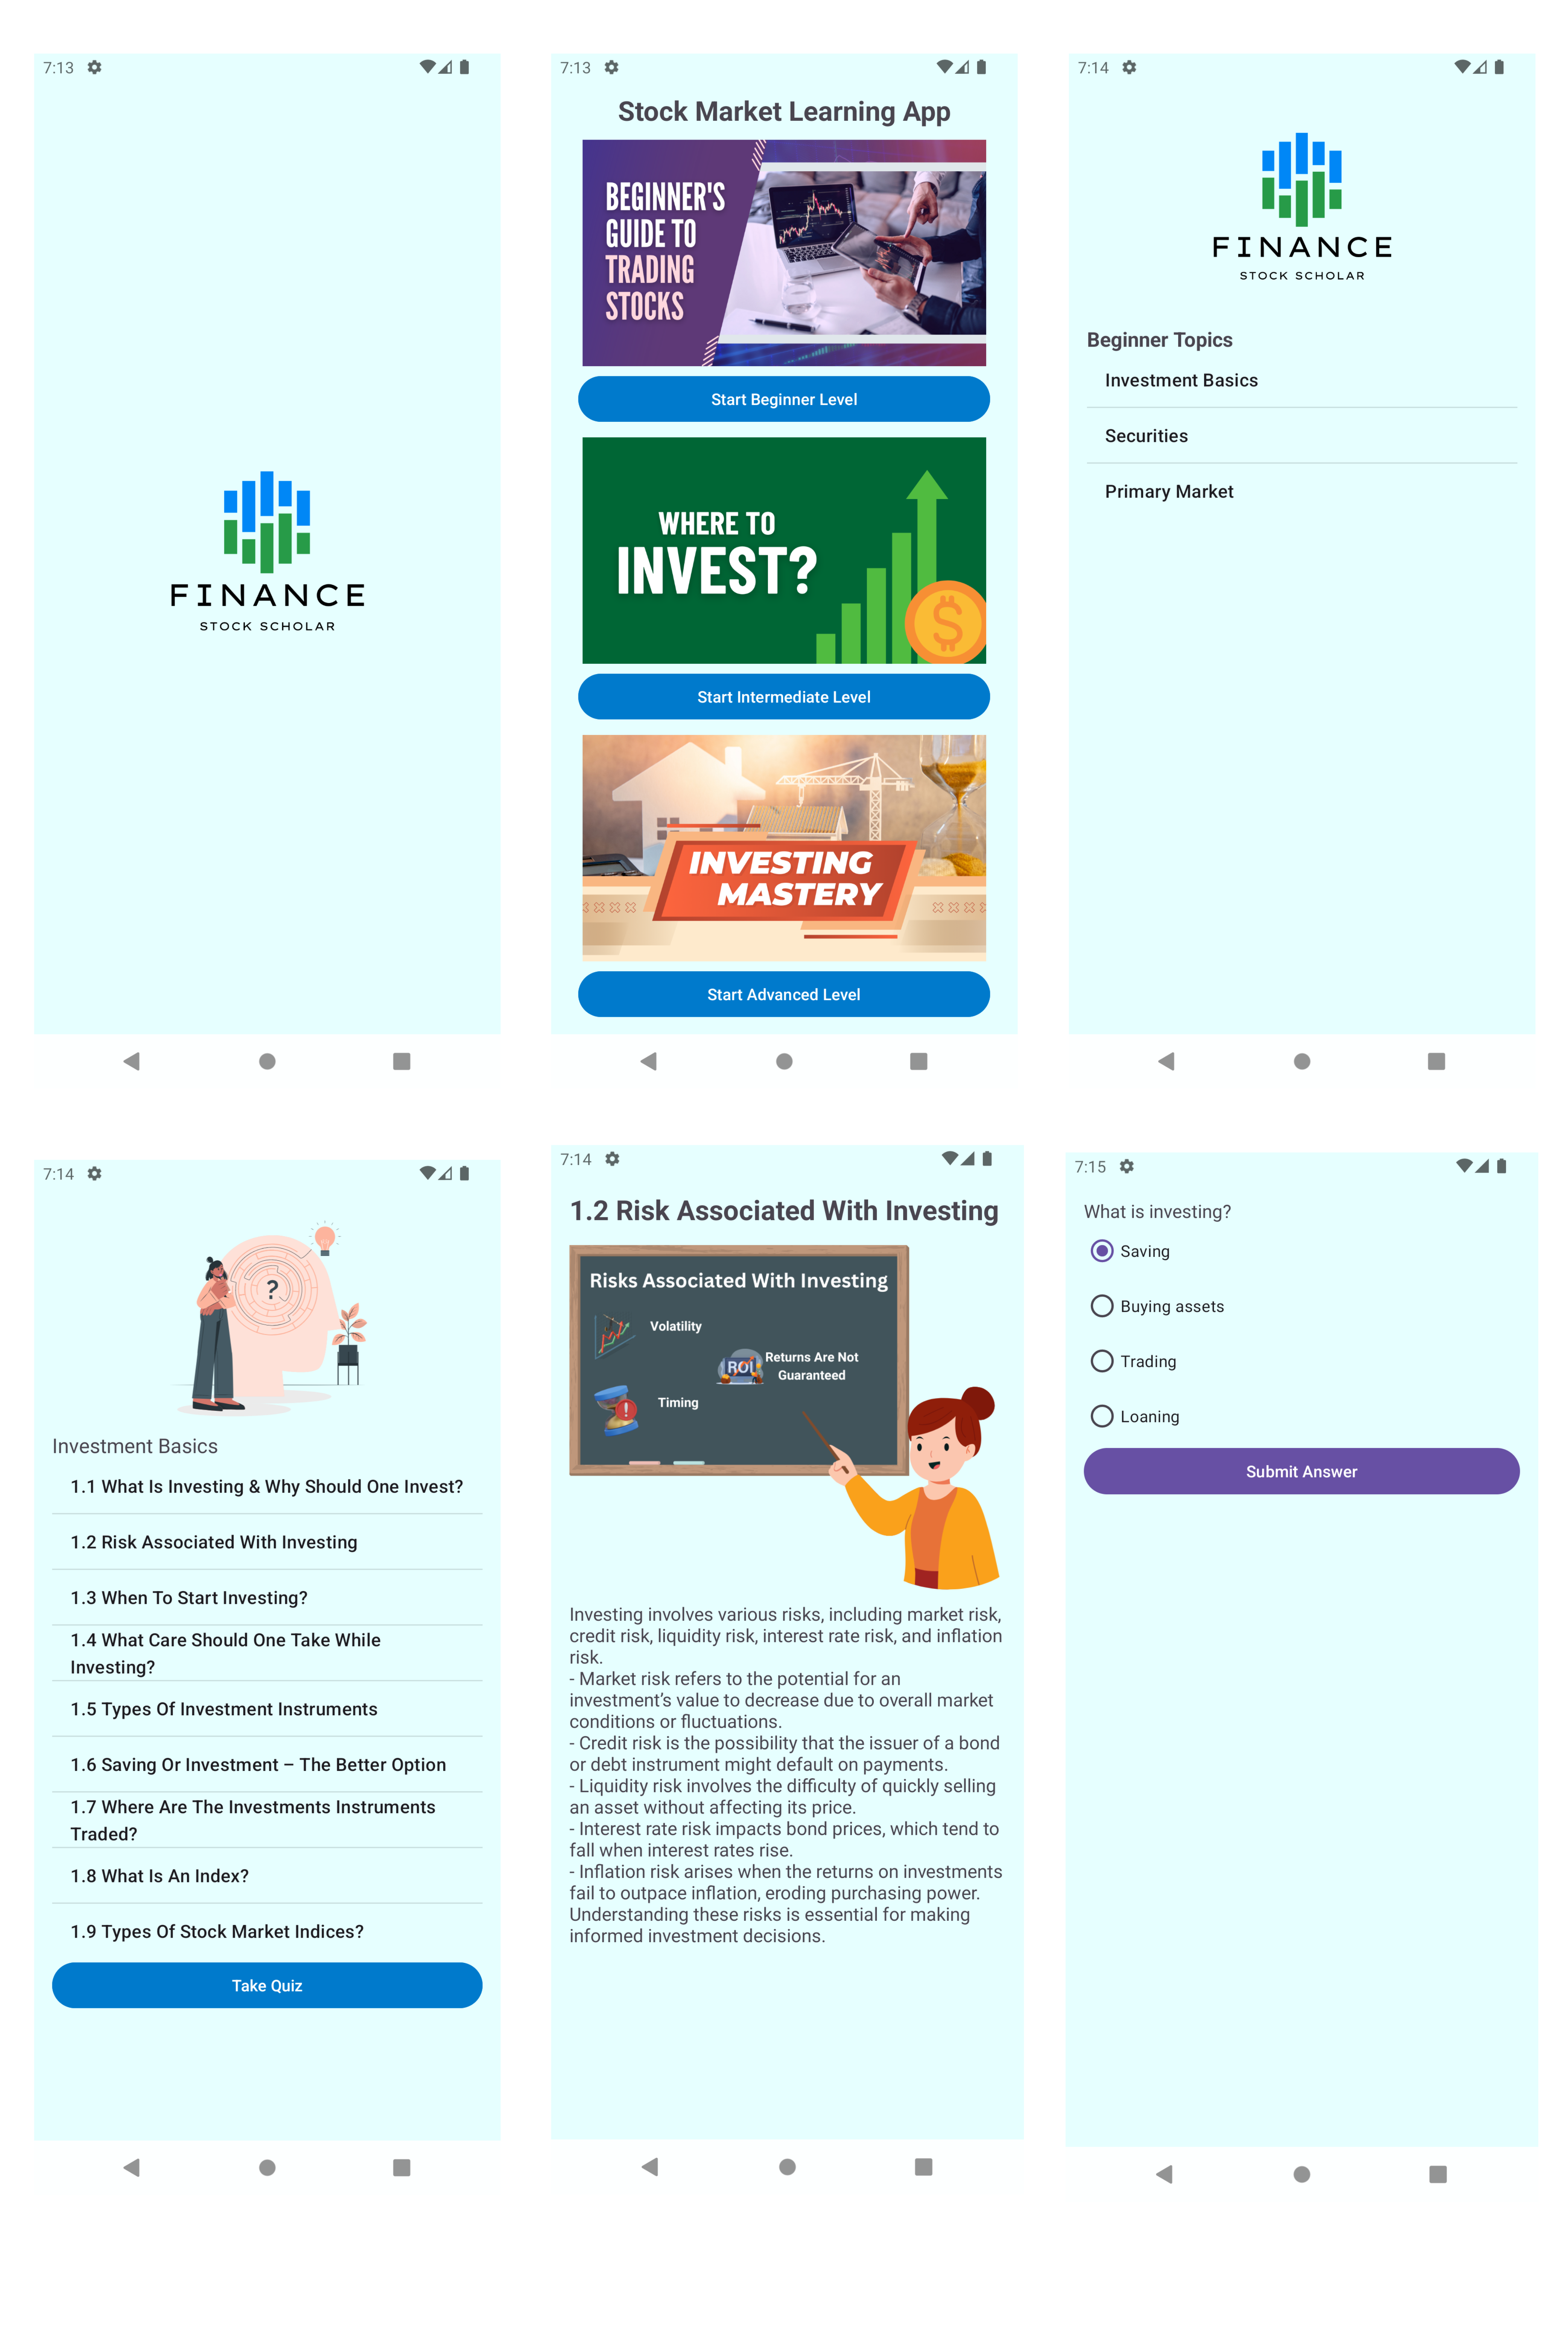 7:13
FINANCE
STOCK SCHOLAR
7:13
Stock Market Learning App
BEGINNER'S
GUIDE TO
TRADING
STOCKS
Start Beginner Level
WHERE TO
INVEST?
$
Start Intermediate Level
INVESTING
MASTERY
Start Advanced Level
7:14
FINANCE
STOCK SCHOLAR
Beginner Topics
Investment Basics
Securities
Primary Market
7:14
?
Investment Basics
1.1 What Is Investing & Why Should One Invest?
1.2 Risk Associated With Investing
1.3 When To Start Investing?
1.4 What Care Should One Take While
Investing?
1.5 Types Of Investment Instruments
1.6 Saving Or Investment – The Better Option
1.7 Where Are The Investments Instruments
Traded?
1.8 What Is An Index?
1.9 Types Of Stock Market Indices?
Take Quiz
7:14
1.2 Risk Associated With Investing
Risks Associated With Investing
Volatility
ROI
Returns Are Not
Guaranteed
Timing
!
Investing involves various risks, including market risk,
credit risk, liquidity risk, interest rate risk, and inflation
risk.
- Market risk refers to the potential for an
investment’s value to decrease due to overall market
conditions or fluctuations.
- Credit risk is the possibility that the issuer of a bond
or debt instrument might default on payments.
- Liquidity risk involves the difficulty of quickly selling
an asset without affecting its price.
- Interest rate risk impacts bond prices, which tend to
fall when interest rates rise.
- Inflation risk arises when the returns on investments
fail to outpace inflation, eroding purchasing power.
Understanding these risks is essential for making
informed investment decisions.
7:15
What is investing?
Saving
Buying assets
Trading
Loaning
Submit Answer